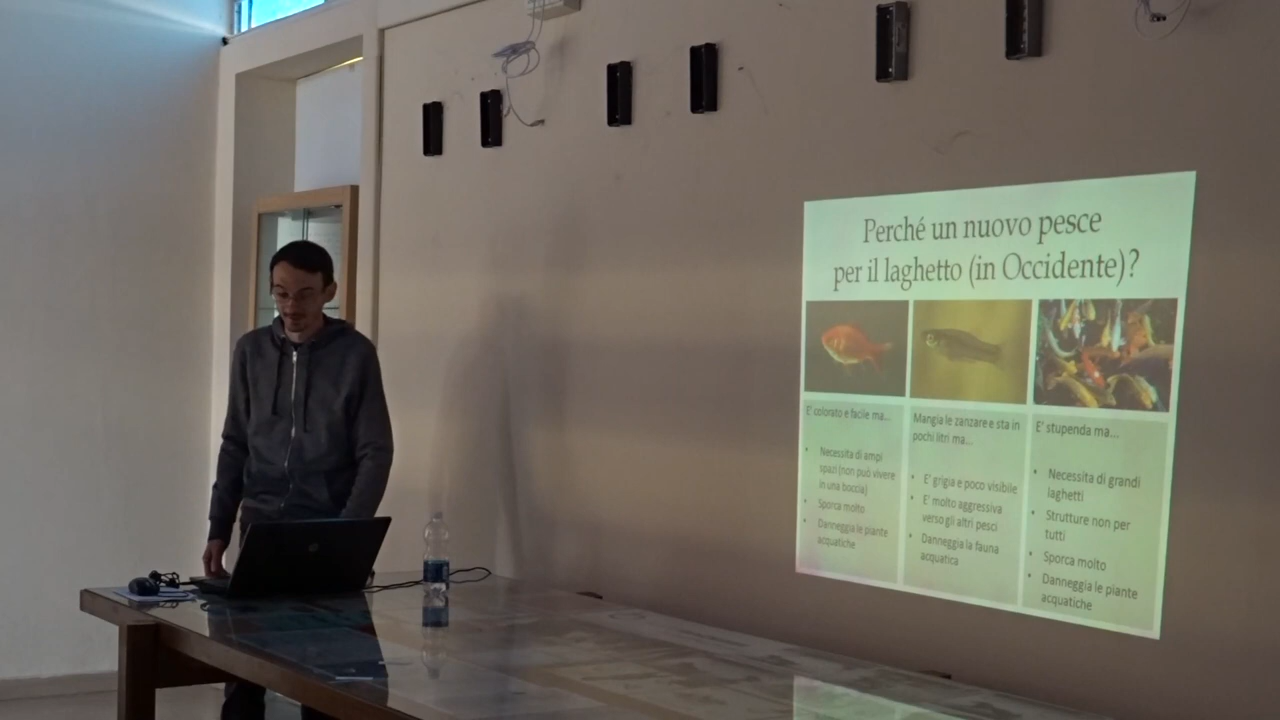 Perché un nuovo pesce
per il laghetto (in Occidente)?
E' colorato e facile ma...
• Necessita di ampi
spazi (non può vivere
in una boccia)
• Sporca molto
• Danneggia le piante
acquatiche
Mangia le zanzare e sta in
pochi litri ma...
• E' grigia e poco visibile
• E' molto aggressiva
verso gli altri pesci
• Danneggia la fauna
acquatica
E' stupenda ma...
• Necessita di grandi
laghetti
• Strutture non per
tutti
• Sporca molto
• Danneggia le piante
acquatiche